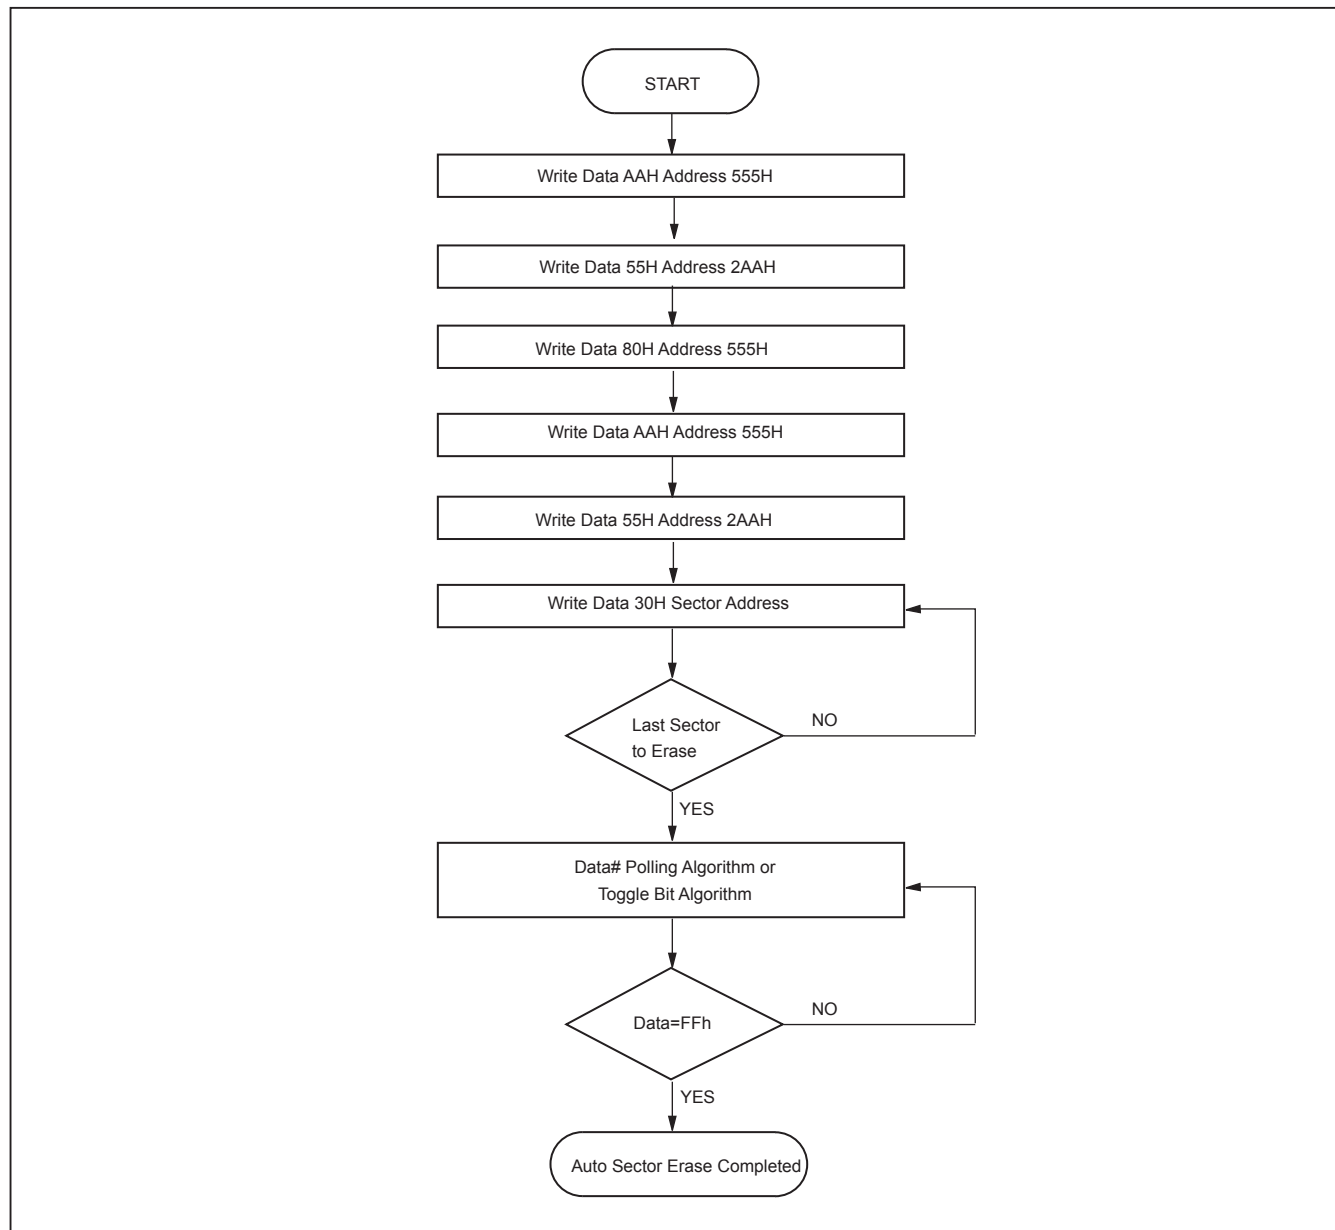 START
Write Data AAH Address 555H
Write Data 55H Address 2AAH
Write Data 80H Address 555H
Write Data AAH Address 555H
Write Data 55H Address 2AAH
Write Data 30H Sector Address
Last Sector
to Erase
NO
YES
Data# Polling Algorithm or
Toggle Bit Algorithm
Data=FFh
NO
YES
Auto Sector Erase Completed